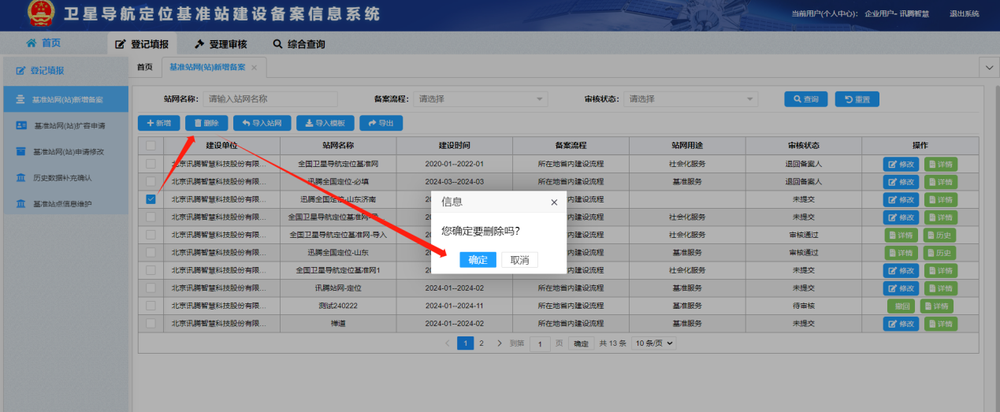 卫星导航定位基准站建设备案信息系统
当前用户(个人中心): 企业用户- 讯腾智慧 退出系统
首页 登记填报 受理审核 综合查询
登记填报
基准站网(站)新增备案
基准站网(站)扩容申请
基准站网(站)申请修改
历史数据补充确认
基准站点信息维护
首页 基准站网(站)新增备案
站网名称: 请输入站网名称 备案流程: 请选择 审核状态: 请选择 查询 重置
新增 删除 导入站网 导入模板 导出
建设单位 站网名称 建设时间 备案流程 站网用途 审核状态 操作
北京讯腾智慧科技股份有限... 全国卫星导航定位基准网 2020-01--2022-01 所在地省内建设流程 社会化服务 退回备案人 修改 详情
北京讯腾智慧科技股份有限... 讯腾全国定位-必填 2024-03--2024-03 所在地省内建设流程 基准服务 退回备案人 修改 详情
北京讯腾智慧科技股份有限... 迅腾全国定位-山东济南 20 内建设流程 未提交 修改 详情
北京讯腾智慧科技股份有限... 全国卫星导航定位基准网 20 内建设流程 社会化服务 未提交 修改 详情
北京讯腾智慧科技股份有限... 全国卫星导航定位基准网-导入 20 内建设流程 社会化服务 审核通过 详情 历史
北京讯腾智慧科技股份有限... 迅腾全国定位-山东 20 内建设流程 基准服务 审核通过 详情 历史
北京讯腾智慧科技股份有限... 全国卫星导航定位基准网1 20 内建设流程 社会化服务 未提交 修改 详情
北京讯腾智慧科技股份有限... 讯腾站网-定位 2024-01--2024-02 所在地省内建设流程 基准服务 未提交 修改 详情
北京讯腾智慧科技股份有限... 测试240222 2024-01--2024-11 所在地省内建设流程 基准服务 待审核 撤回 详情
北京讯腾智慧科技股份有限... 禅道 2024-01--2024-02 所在地省内建设流程 基准服务 未提交 修改 详情
信息
您确定要删除吗?
确定 取消
1 2 到第 1 页 确定 共 13 条 10 条/页